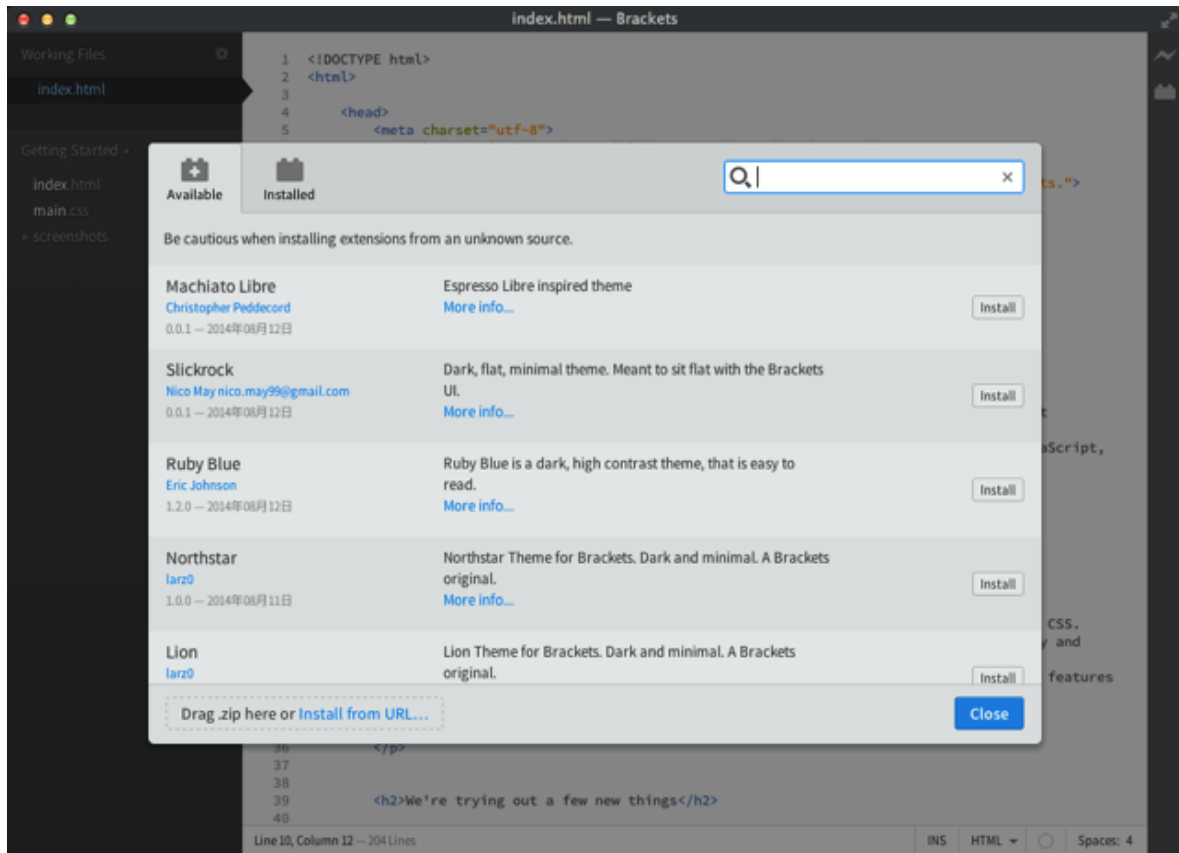 index.html — Brackets
Working Files
index.html
Getting Started
index.html
main.css
screenshots
1 <!DOCTYPE html>
2 <html>
3
4 <head>
5 <meta charset="utf-8">
ts.">
Available
Installed
Be cautious when installing extensions from an unknown source.
Machiato Libre
Christopher Peddecord
0.0.1 — 2014年08月12日
Espresso Libre inspired theme
More info...
Install
Slickrock
Nico May nico.may99@gmail.com
0.0.1 — 2014年08月12日
Dark, flat, minimal theme. Meant to sit flat with the Brackets
UI.
More info...
Install
Ruby Blue
Eric Johnson
1.2.0 — 2014年08月12日
Ruby Blue is a dark, high contrast theme, that is easy to
read.
More info...
Install
Northstar
larz0
1.0.0 — 2014年08月11日
Northstar Theme for Brackets. Dark and minimal. A Brackets
original.
More info...
Install
Lion
larz0
Lion Theme for Brackets. Dark and minimal. A Brackets
original.
Install
aScript,
CSS.
y and
features
Drag .zip here or Install from URL...
Close
36 </p>
37
38
39 <h2>We're trying out a few new things</h2>
40
Line 10, Column 12 — 204 Lines
INS
HTML
Spaces: 4